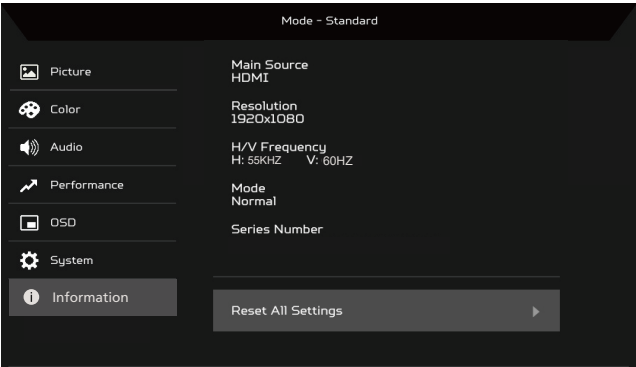 Mode - Standard
Picture
Color
Audio
Performance
OSD
System
Information
Main Source
HDMI
Resolution
1920x1080
H/V Frequency
H: 55KHZ V: 60HZ
Mode
Normal
Series Number
Reset All Settings